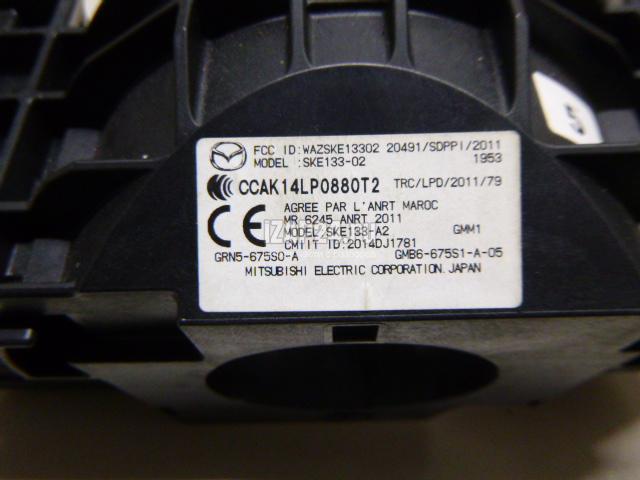 FCC ID:WAZSKE13302 20491/SDPPI/2011
MODEL :SKE133-02 1953
CCAK14LP0880T2 TRC/LPD/2011/79
CE AGREE PAR L'ANRT MAROC
MR 6245 ANRT 2011
MODEL:SKE133-A2 GMM1
CMIIT ID:2014DJ1781
GRN5-675S0-A GMB6-675S1-A-05
MITSUBISHI ELECTRIC CORPORATION.JAPAN